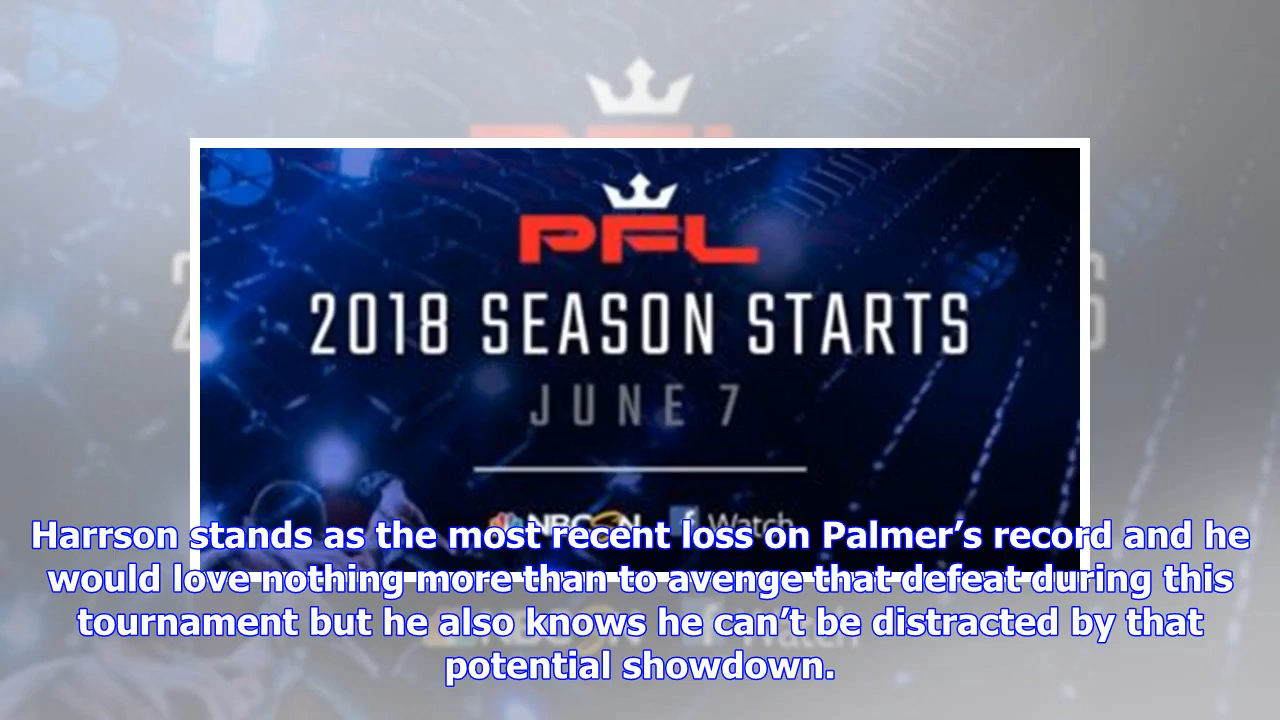 PFL
2018 SEASON STARTS
JUNE 7
Watch
Harrson stands as the most recent loss on Palmer’s record and he
would love nothing more than to avenge that defeat during this
tournament but he also knows he can’t be distracted by that
potential showdown.